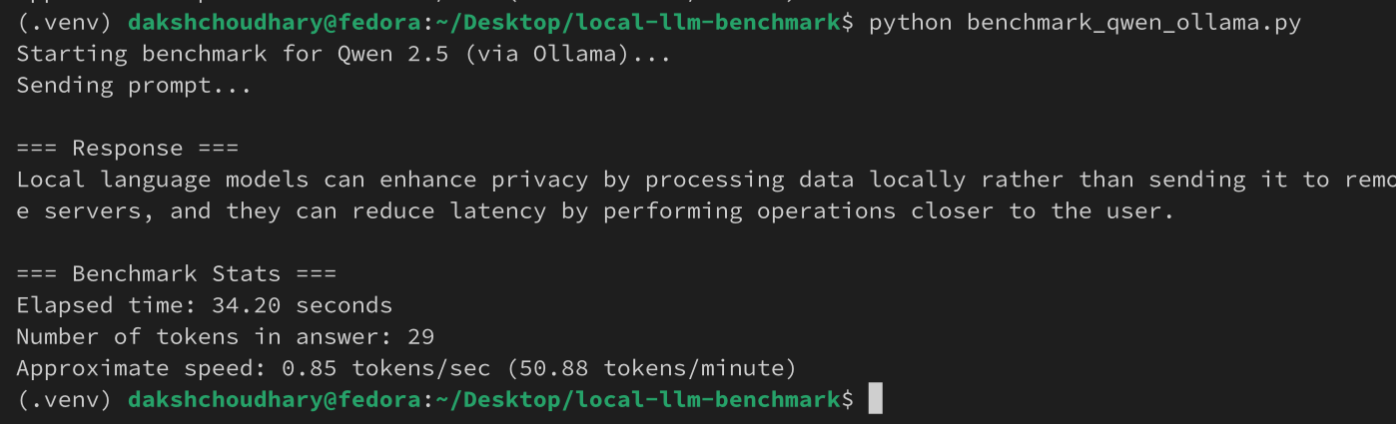 (.venv) dakshchoudhary@fedora:~/Desktop/local-llm-benchmark$ python benchmark_qwen_ollama.py
Starting benchmark for Qwen 2.5 (via Ollama)...
Sending prompt...
=== Response ===
Local language models can enhance privacy by processing data locally rather than sending it to remo
e servers, and they can reduce latency by performing operations closer to the user.
=== Benchmark Stats ===
Elapsed time: 34.20 seconds
Number of tokens in answer: 29
Approximate speed: 0.85 tokens/sec (50.88 tokens/minute)
(.venv) dakshchoudhary@fedora:~/Desktop/local-llm-benchmark$